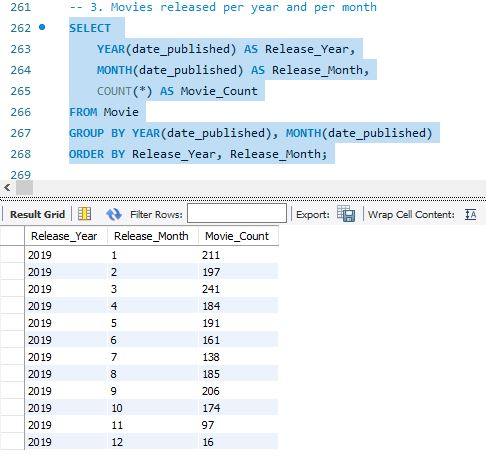 261 -- 3. Movies released per year and per month
262 SELECT
263 YEAR(date_published) AS Release_Year,
264 MONTH(date_published) AS Release_Month,
265 COUNT(*) AS Movie_Count
266 FROM Movie
267 GROUP BY YEAR(date_published), MONTH(date_published)
268 ORDER BY Release_Year, Release_Month;
269
Result Grid Filter Rows: Export: Wrap Cell Content:
Release_Year Release_Month Movie_Count
2019 1 211
2019 2 197
2019 3 241
2019 4 184
2019 5 191
2019 6 161
2019 7 138
2019 8 185
2019 9 206
2019 10 174
2019 11 97
2019 12 16